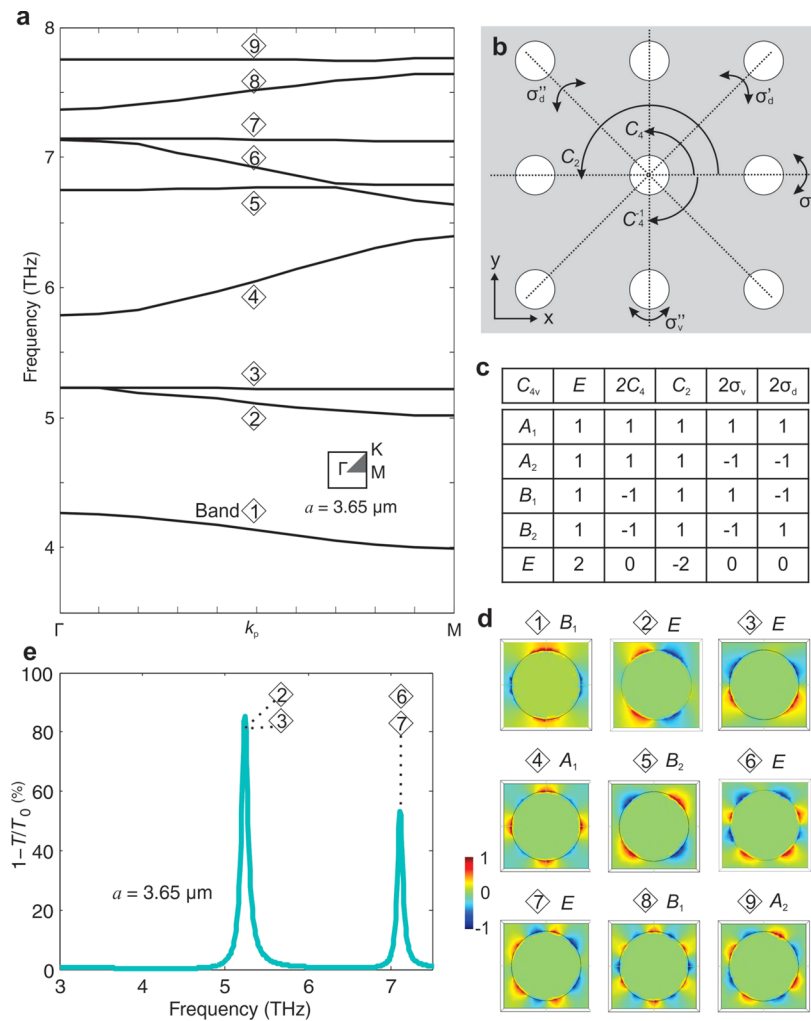 a
8
7
6
5
4
Frequency (THz)
9
8
7
6
5
4
3
2
Band 1
K
Γ
M
a = 3.65 µm
Γ
kp
M
b
σd''
σd'
C4
C2
C4-1
σ
y
x
σv''
c
C4v E 2C4 C2 2σv 2σd
A1 1 1 1 1 1
A2 1 1 1 -1 -1
B1 1 -1 1 1 -1
B2 1 -1 1 -1 1
E 2 0 -2 0 0
d
1 B1 2 E 3 E
4 A1 5 B2 6 E
7 E 8 B1 9 A2
1
0
-1
e
100
80
60
40
20
0
1−T/T0 (%)
2
3
6
7
a = 3.65 µm
3 4 5 6 7
Frequency (THz)